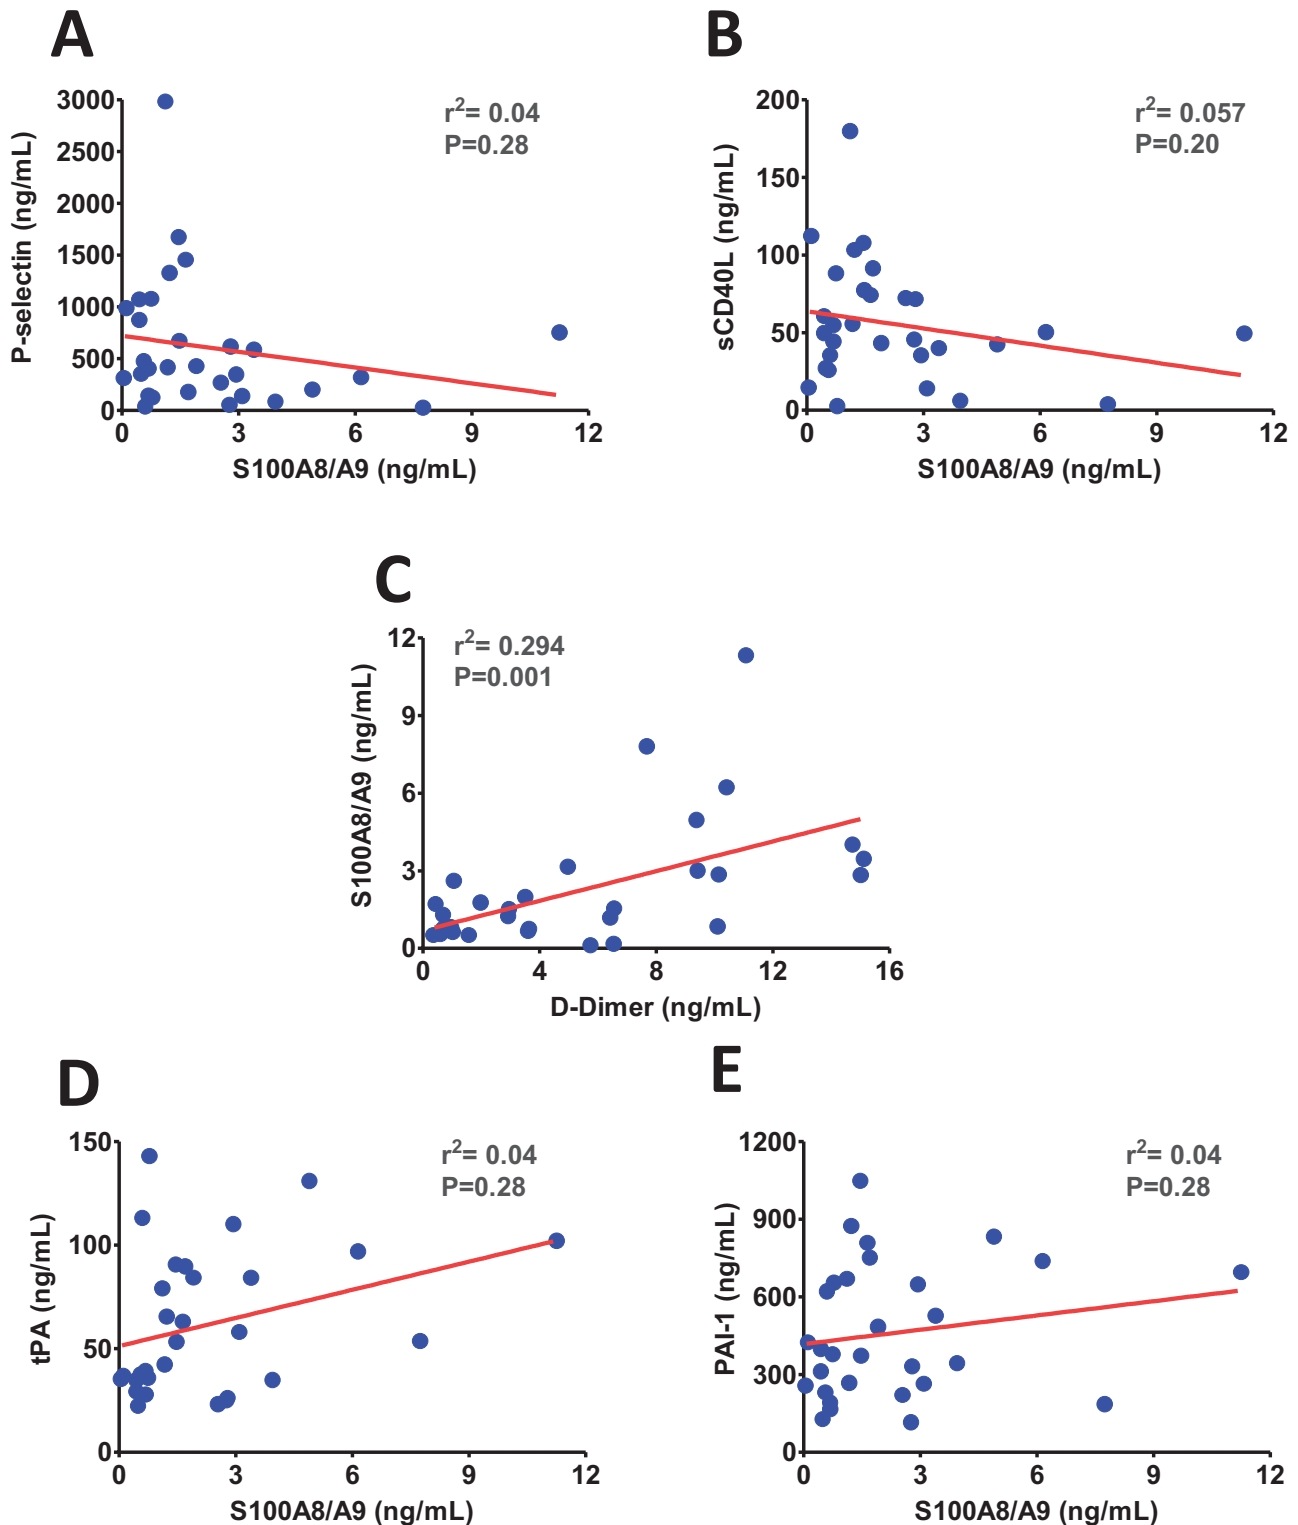 A
3000
2500
2000
1500
1000
500
0
P-selectin (ng/mL)
r²= 0.04
P=0.28
0 3 6 9 12
S100A8/A9 (ng/mL)
B
200
150
100
50
0
sCD40L (ng/mL)
r²= 0.057
P=0.20
0 3 6 9 12
S100A8/A9 (ng/mL)
C
12
9
6
3
0
S100A8/A9 (ng/mL)
r²= 0.294
P=0.001
0 4 8 12 16
D-Dimer (ng/mL)
D
150
100
50
0
tPA (ng/mL)
r²= 0.04
P=0.28
0 3 6 9 12
S100A8/A9 (ng/mL)
E
1200
900
600
300
0
PAI-1 (ng/mL)
r²= 0.04
P=0.28
0 3 6 9 12
S100A8/A9 (ng/mL)